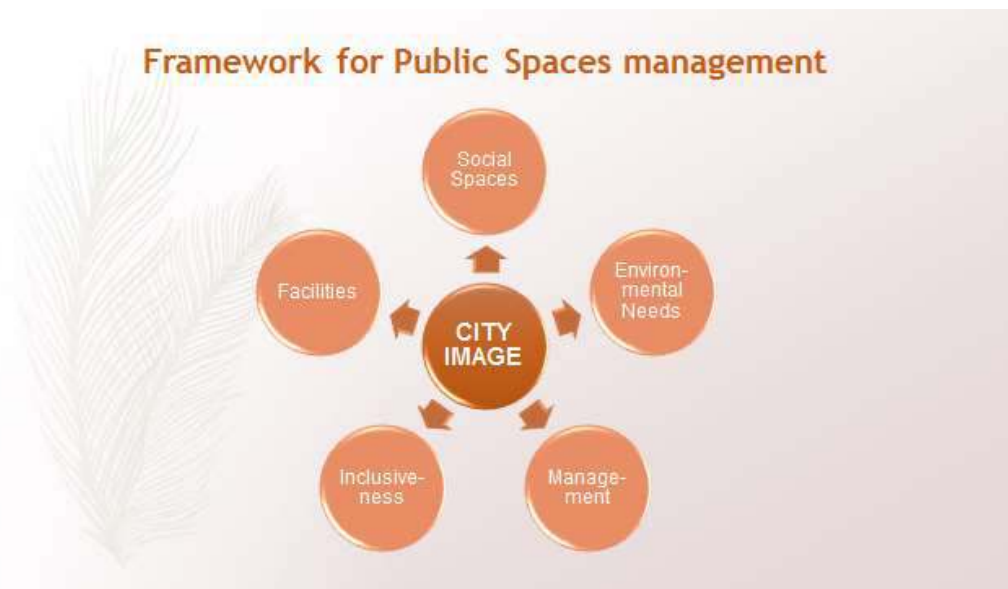 Framework for Public Spaces management
Social
Spaces
Environ-
mental
Needs
Manage-
ment
Inclusive-
ness
Facilities
CITY
IMAGE